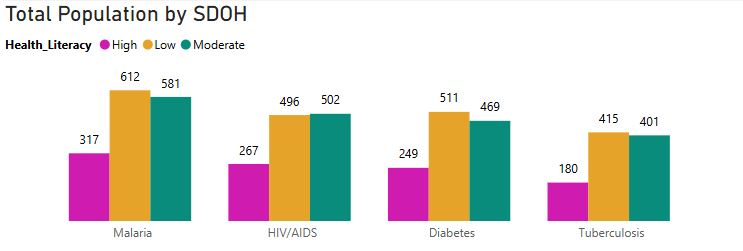 Total Population by SDOH
Health_Literacy High Low Moderate
317 612 581
267 496 502
249 511 469
180 415 401
Malaria HIV/AIDS Diabetes Tuberculosis